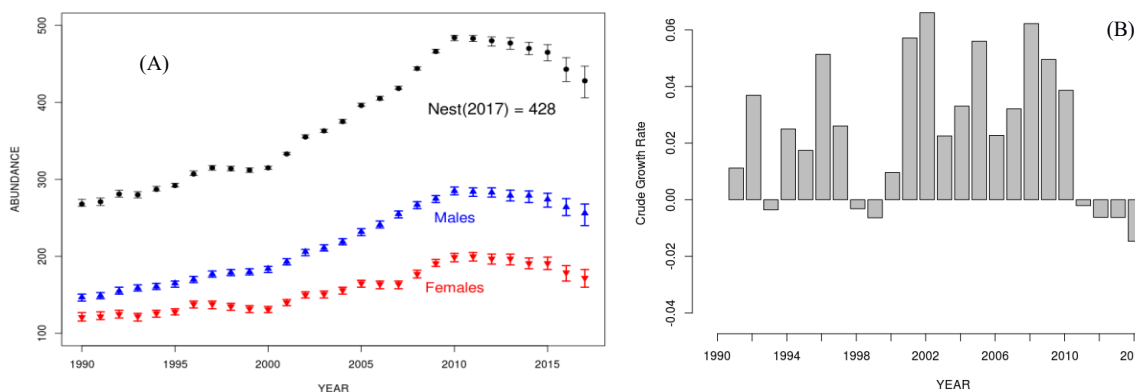 (A)
500
400
300
200
100
ABUNDANCE
Nest(2017) = 428
Males
Females
1990 1995 2000 2005 2010 2015
YEAR
(B)
0.06
0.04
0.02
0.00
-0.02
-0.04
Crude Growth Rate
1990 1994 1998 2002 2006 2010
YEAR